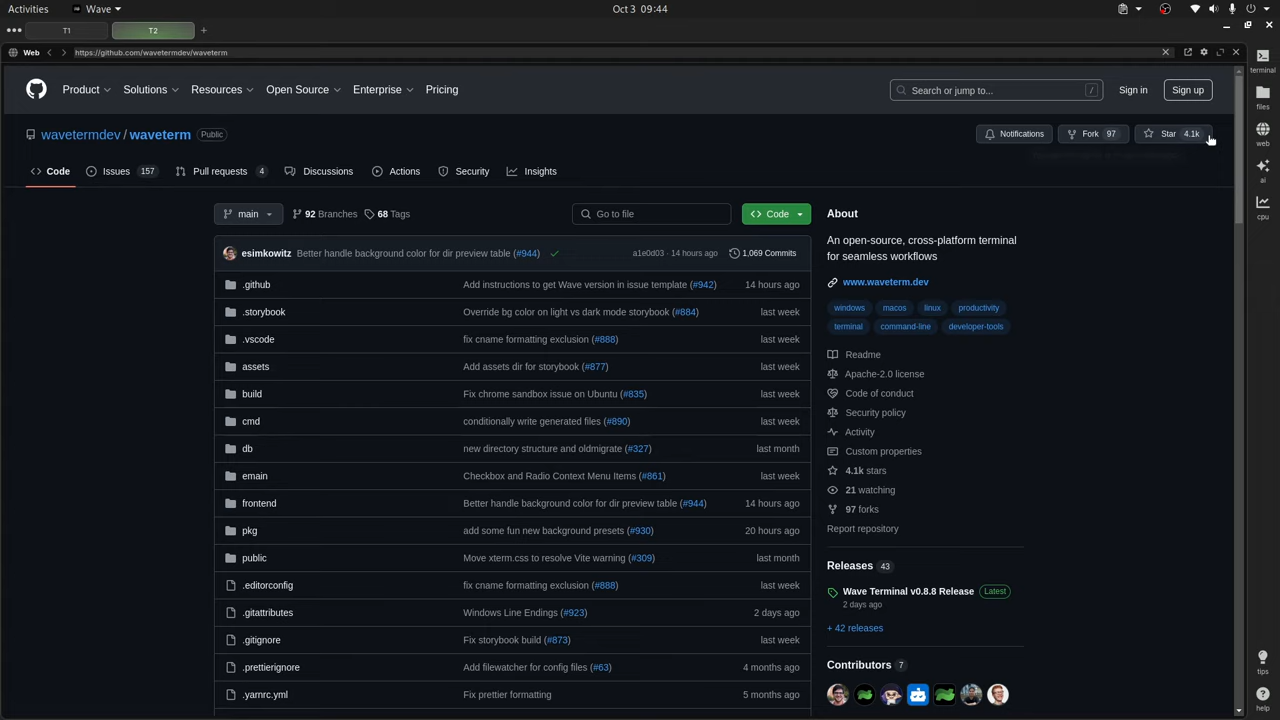 Activities Wave Oct 3 09:44
T1 T2 +
Web https://github.com/wavetermdev/waveterm
Product Solutions Resources Open Source Enterprise Pricing Search or jump to... / Sign in Sign up
wavetermdev / waveterm Public Notifications Fork 97 Star 4.1k
Code Issues 157 Pull requests 4 Discussions Actions Security Insights
main 92 Branches 68 Tags Go to file Code
esimkowitz Better handle background color for dir preview table (#944) a1e0d03 · 14 hours ago 1,069 Commits
.github Add instructions to get Wave version in issue template (#942) 14 hours ago
.storybook Override bg color on light vs dark mode storybook (#884) last week
.vscode fix cname formatting exclusion (#888) last week
assets Add assets dir for storybook (#877) last week
build Fix chrome sandbox issue on Ubuntu (#835) last week
cmd conditionally write generated files (#890) last week
db new directory structure and oldmigrate (#327) last month
emain Checkbox and Radio Context Menu Items (#861) last week
frontend Better handle background color for dir preview table (#944) 14 hours ago
pkg add some fun new background presets (#930) 20 hours ago
public Move xterm.css to resolve Vite warning (#309) last month
.editorconfig fix cname formatting exclusion (#888) last week
.gitattributes Windows Line Endings (#923) 2 days ago
.gitignore Fix storybook build (#873) last week
.prettierignore Add filewatcher for config files (#63) 4 months ago
.yarnrc.yml Fix prettier formatting 5 months ago
About
An open-source, cross-platform terminal
for seamless workflows
www.waveterm.dev
windows macos linux productivity
terminal command-line developer-tools
Readme
Apache-2.0 license
Code of conduct
Security policy
Activity
Custom properties
4.1k stars
21 watching
97 forks
Report repository
Releases 43
Wave Terminal v0.8.8 Release Latest
2 days ago
+ 42 releases
Contributors 7
terminal
files
web
ai
cpu
tips
help